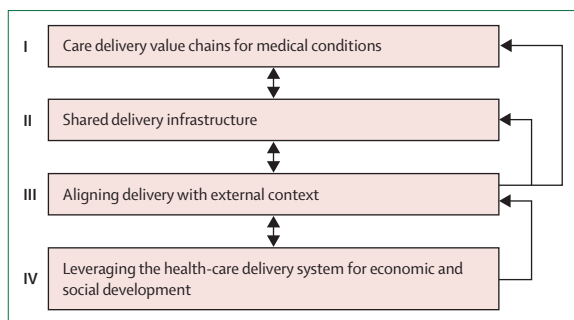 I Care delivery value chains for medical conditions
II Shared delivery infrastructure
III Aligning delivery with external context
IV Leveraging the health-care delivery system for economic and
social development